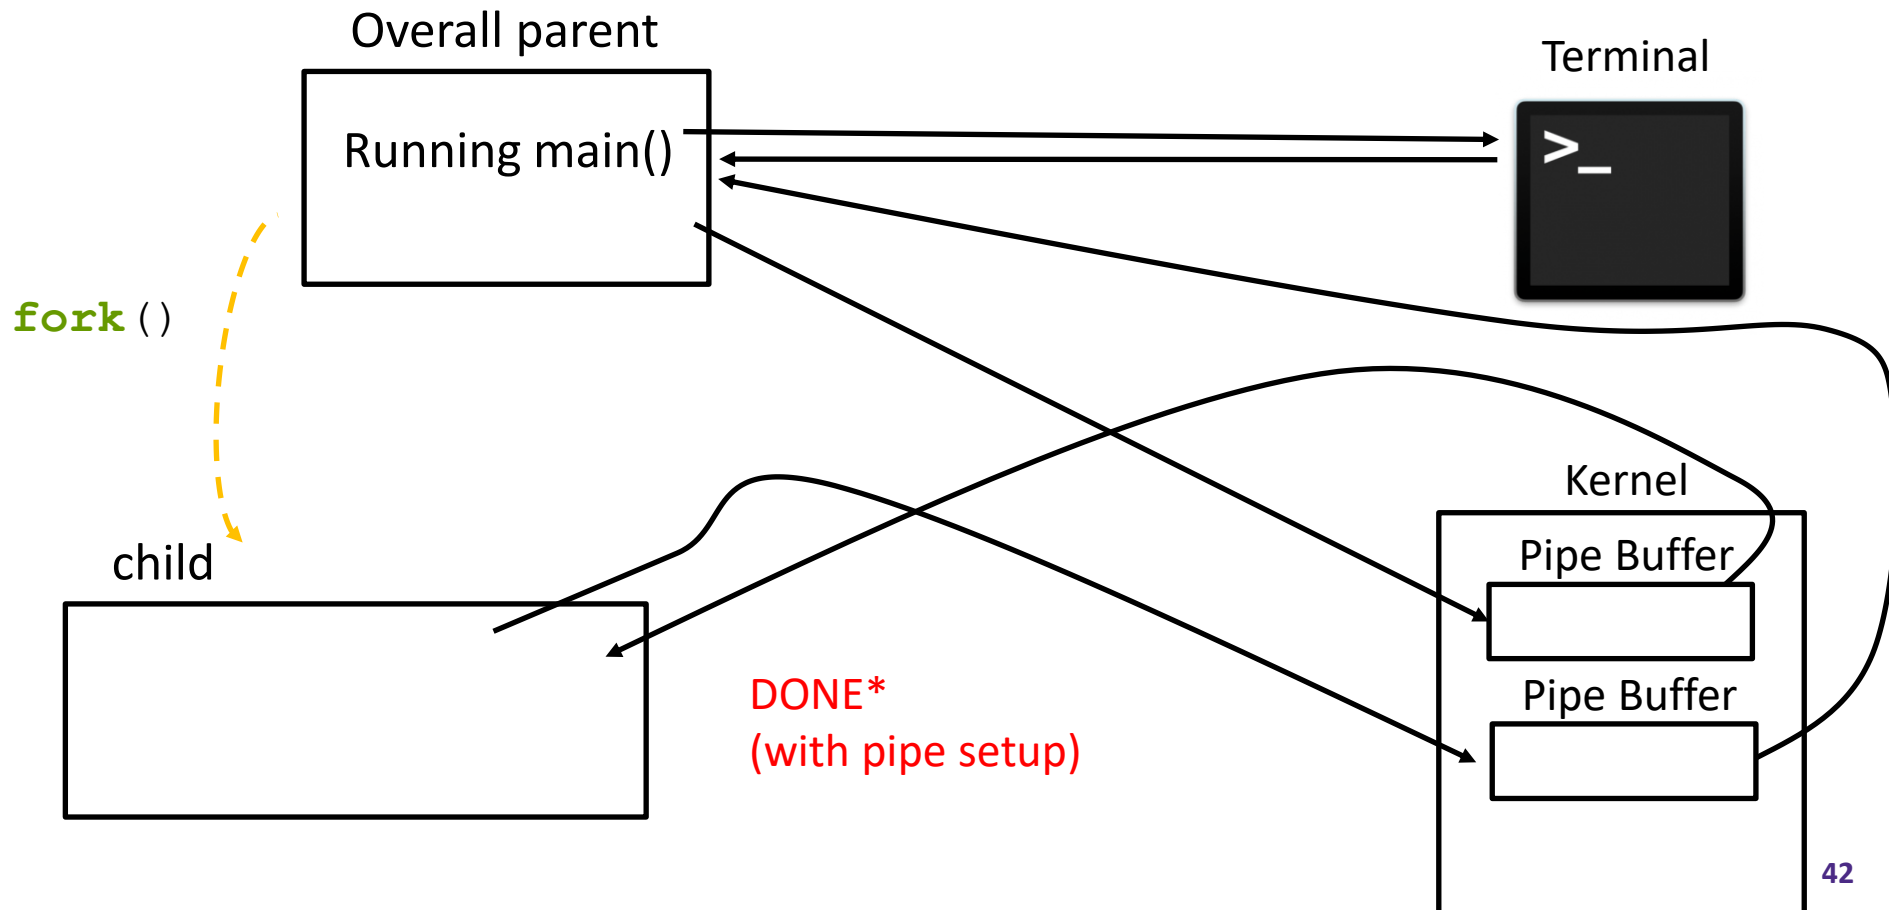 Overall parent
Terminal
Running main()
>_
fork()
Kernel
child
Pipe Buffer
DONE*
(with pipe setup)
Pipe Buffer
42